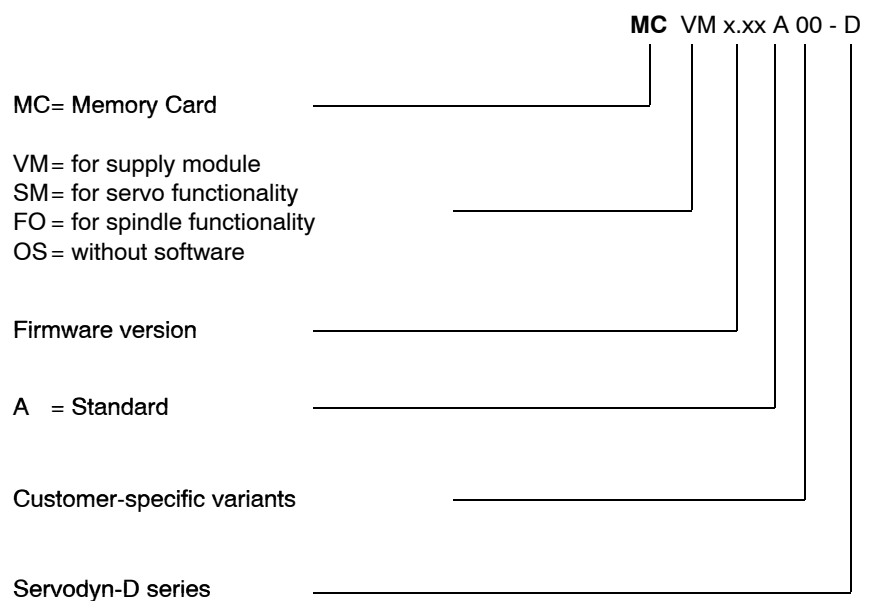 MC VM x.xx A 00 - D
MC= Memory Card
VM= for supply module
SM= for servo functionality
FO = for spindle functionality
OS= without software
Firmware version
A = Standard
Customer-specific variants
Servodyn-D series